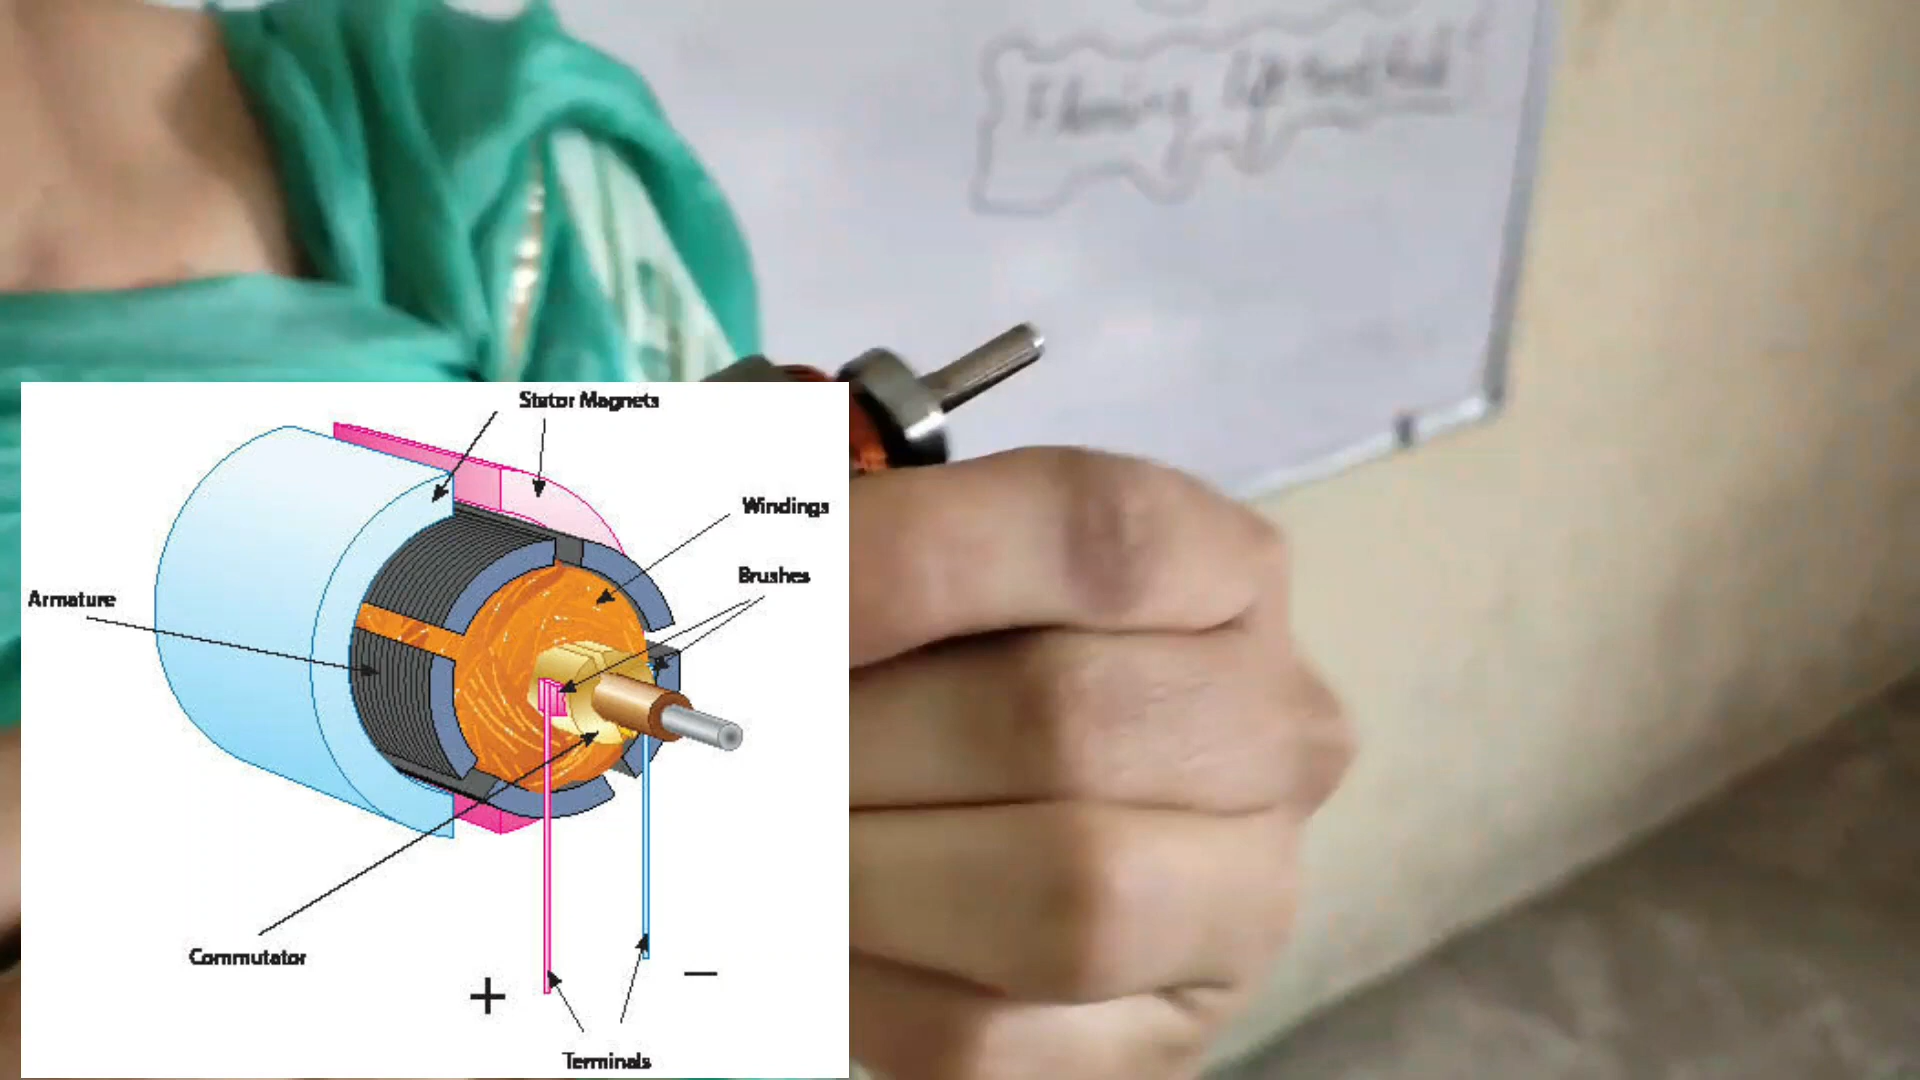 Stator Magnets
Windings
Brushes
Armature
Commutator
+
—
Terminals